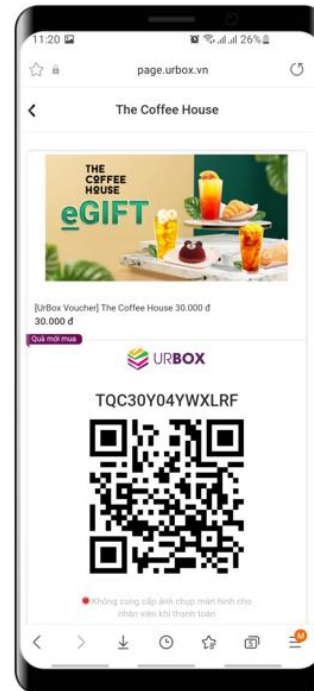 11:20
26%
page.urbox.vn
The Coffee House
THE
COFFEE
HOUSE
eGIFT
[UrBox Voucher] The Coffee House 30.000 đ
30.000 đ
Quà mới mua
URBOX
TQC30Y04YWXLRF
Không cung cấp ảnh chụp màn hình cho
nhân viên khi thanh toán
5
M